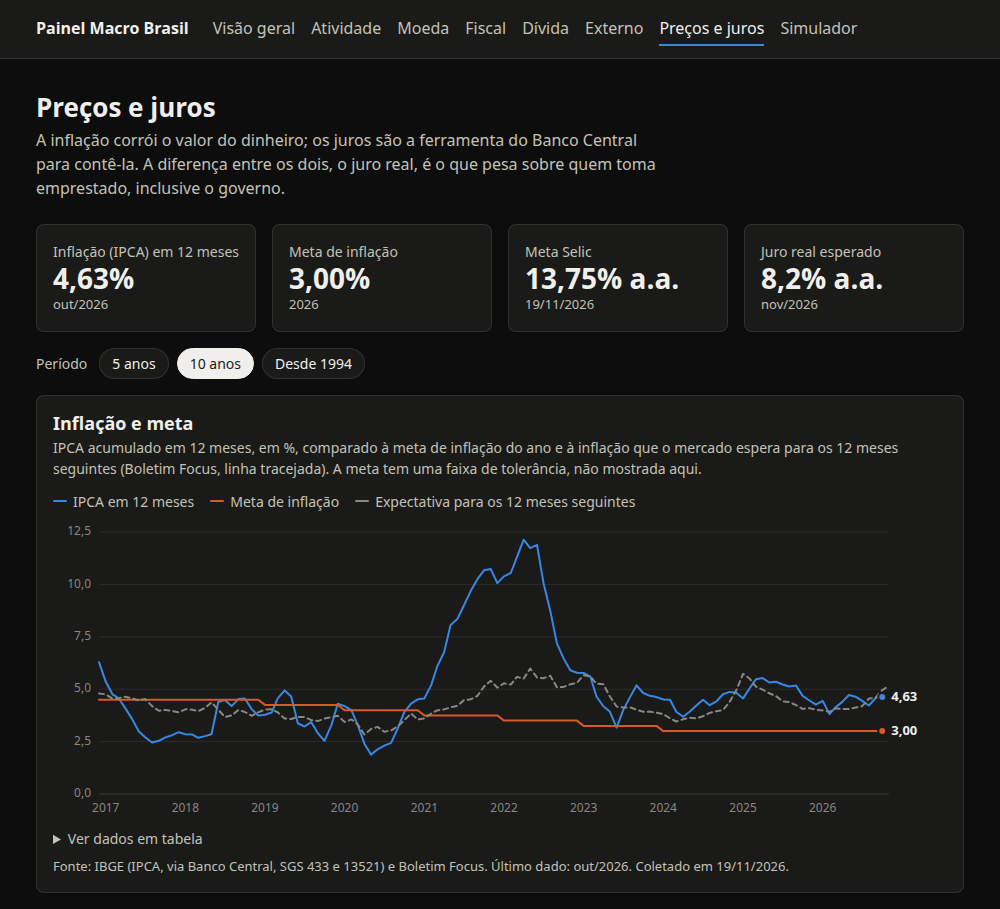 Painel Macro Brasil Visão geral Atividade Moeda Fiscal Dívida Externo Preços e juros Simulador
Preços e juros
A inflação corrói o valor do dinheiro; os juros são a ferramenta do Banco Central
para contê-la. A diferença entre os dois, o juro real, é o que pesa sobre quem toma
emprestado, inclusive o governo.
Inflação (IPCA) em 12 meses
4,63%
out/2026
Meta de inflação
3,00%
2026
Meta Selic
13,75% a.a.
19/11/2026
Juro real esperado
8,2% a.a.
nov/2026
Período 5 anos 10 anos Desde 1994
Inflação e meta
IPCA acumulado em 12 meses, em %, comparado à meta de inflação do ano e à inflação que o mercado espera para os 12 meses
seguintes (Boletim Focus, linha tracejada). A meta tem uma faixa de tolerância, não mostrada aqui.
IPCA em 12 meses Meta de inflação Expectativa para os 12 meses seguintes
12,5
10,0
7,5
5,0
2,5
0,0
4,63
3,00
2017 2018 2019 2020 2021 2022 2023 2024 2025 2026
Ver dados em tabela
Fonte: IBGE (IPCA, via Banco Central, SGS 433 e 13521) e Boletim Focus. Último dado: out/2026. Coletado em 19/11/2026.